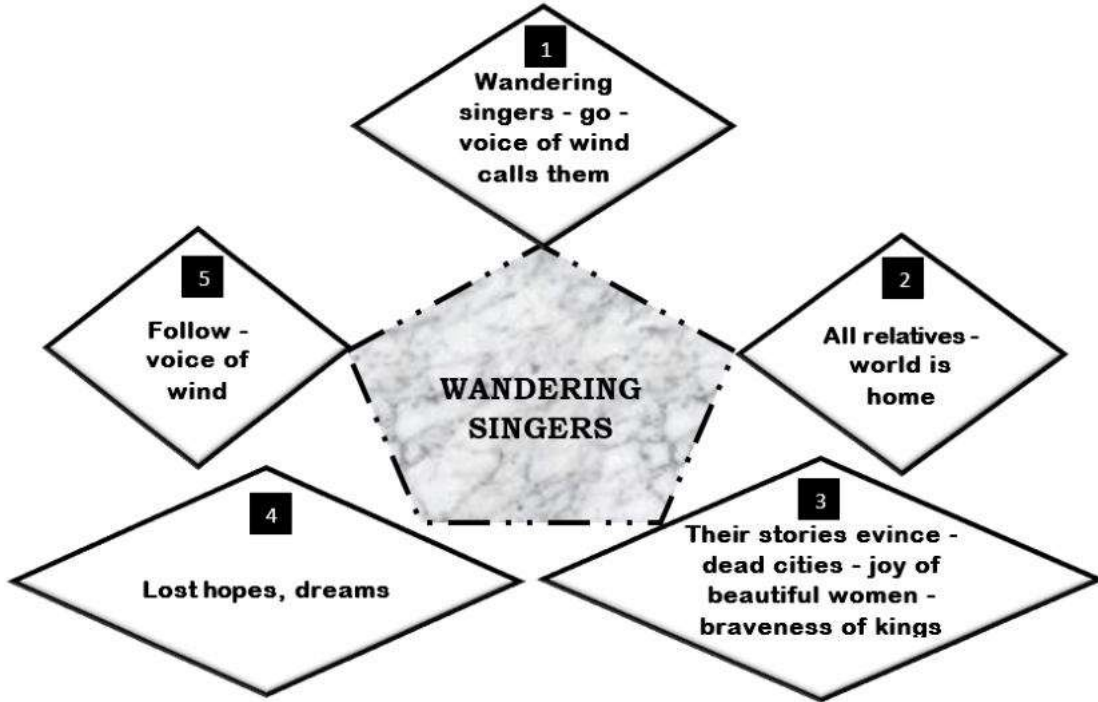 1
Wandering
singers - go -
voice of wind
calls them
2
All relatives -
world is
home
3
Their stories evince -
dead cities - joy of
beautiful women -
braveness of kings
4
Lost hopes, dreams
5
Follow -
voice of
wind
WANDERING
SINGERS